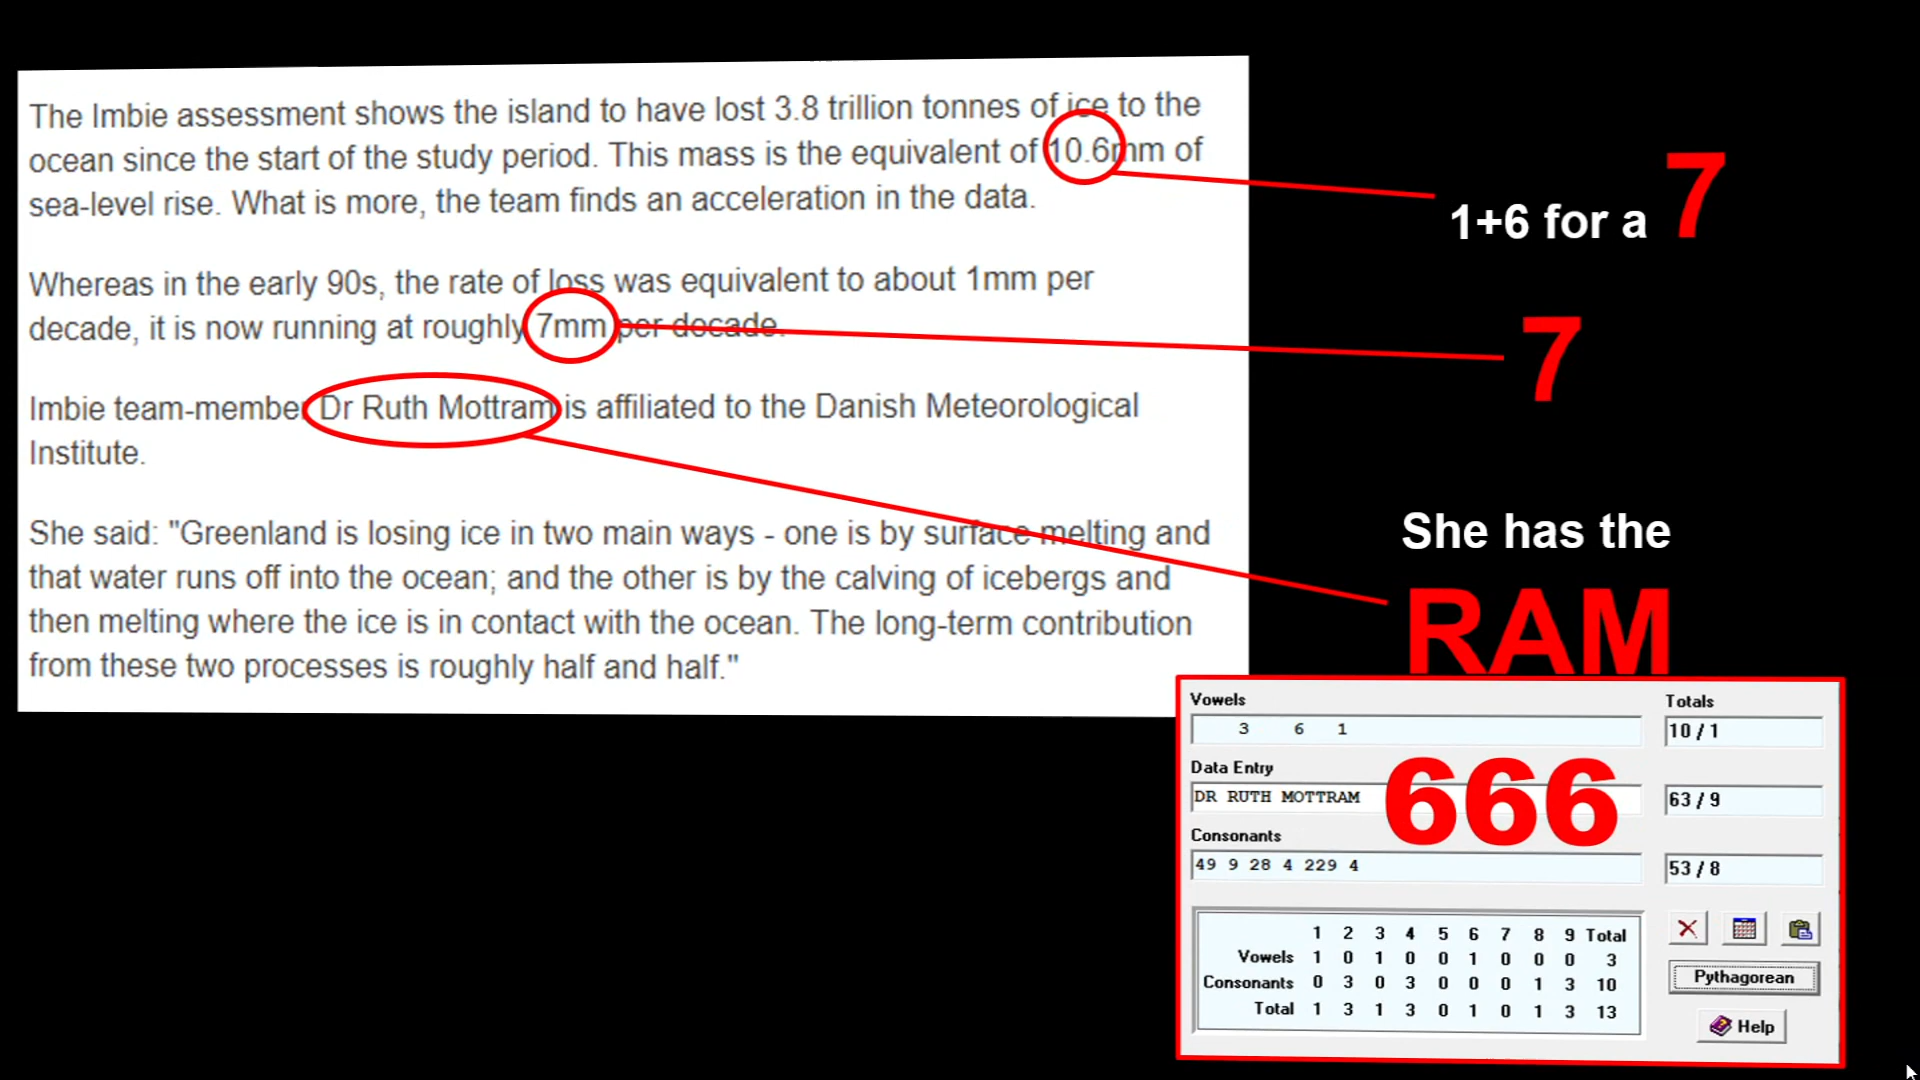 The Imbie assessment shows the island to have lost 3.8 trillion tonnes of ice to the
ocean since the start of the study period. This mass is the equivalent of 10.6mm of
sea-level rise. What is more, the team finds an acceleration in the data.
Whereas in the early 90s, the rate of loss was equivalent to about 1mm per
decade, it is now running at roughly 7mm per decade.
Imbie team-member Dr Ruth Mottram is affiliated to the Danish Meteorological
Institute.
She said: "Greenland is losing ice in two main ways - one is by surface melting and
that water runs off into the ocean; and the other is by the calving of icebergs and
then melting where the ice is in contact with the ocean. The long-term contribution
from these two processes is roughly half and half."
1+6 for a 7
7
She has the
RAM
Vowels Totals
3 6 1 10 / 1
Data Entry
DR RUTH MOTTRAM 666 63 / 9
Consonants
49 9 28 4 229 4 53 / 8
1 2 3 4 5 6 7 8 9 Total
Vowels 1 0 1 0 0 1 0 0 0 3
Consonants 0 3 0 3 0 0 0 1 3 10
Total 1 3 1 3 0 1 0 1 3 13
Pythagorean
Help